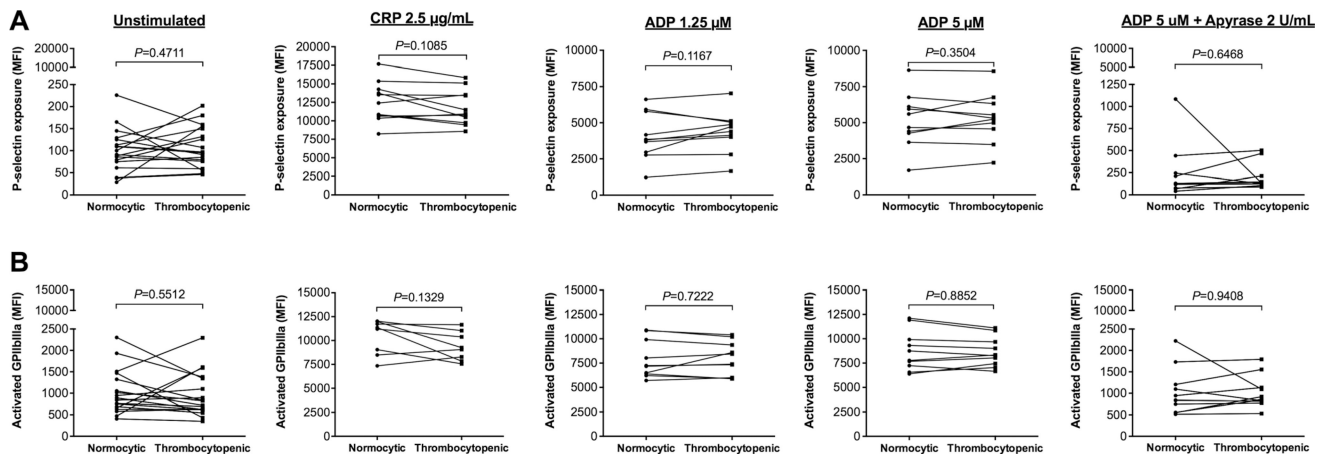 A
Unstimulated
CRP 2.5 µg/mL
ADP 1.25 µM
ADP 5 µM
ADP 5 uM + Apyrase 2 U/mL
P-selectin exposure (MFI)
20000
15000
10000
250
200
150
100
50
0
P=0.4711
Normocytic Thrombocytopenic
P-selectin exposure (MFI)
20000
17500
15000
12500
10000
7500
5000
2500
0
P=0.1085
Normocytic Thrombocytopenic
P-selectin exposure (MFI)
10000
7500
5000
2500
0
P=0.1167
Normocytic Thrombocytopenic
P-selectin exposure (MFI)
10000
7500
5000
2500
0
P=0.3504
Normocytic Thrombocytopenic
P-selectin exposure (MFI)
10000
7500
5000
1500
1250
1000
500
250
0
P=0.6468
Normocytic Thrombocytopenic
B
Activated GPIIbIIIa (MFI)
15000
10000
2500
2000
1500
1000
500
0
P=0.5512
Normocytic Thrombocytopenic
Activated GPIIbIIIa (MFI)
15000
12500
10000
7500
5000
2500
0
P=0.1329
Normocytic Thrombocytopenic
Activated GPIIbIIIa (MFI)
15000
12500
10000
7500
5000
2500
0
P=0.7222
Normocytic Thrombocytopenic
Activated GPIIbIIIa (MFI)
15000
12500
10000
7500
5000
2500
0
P=0.8852
Normocytic Thrombocytopenic
Activated GPIIbIIIa (MFI)
15000
10000
2500
2000
1500
1000
500
0
P=0.9408
Normocytic Thrombocytopenic